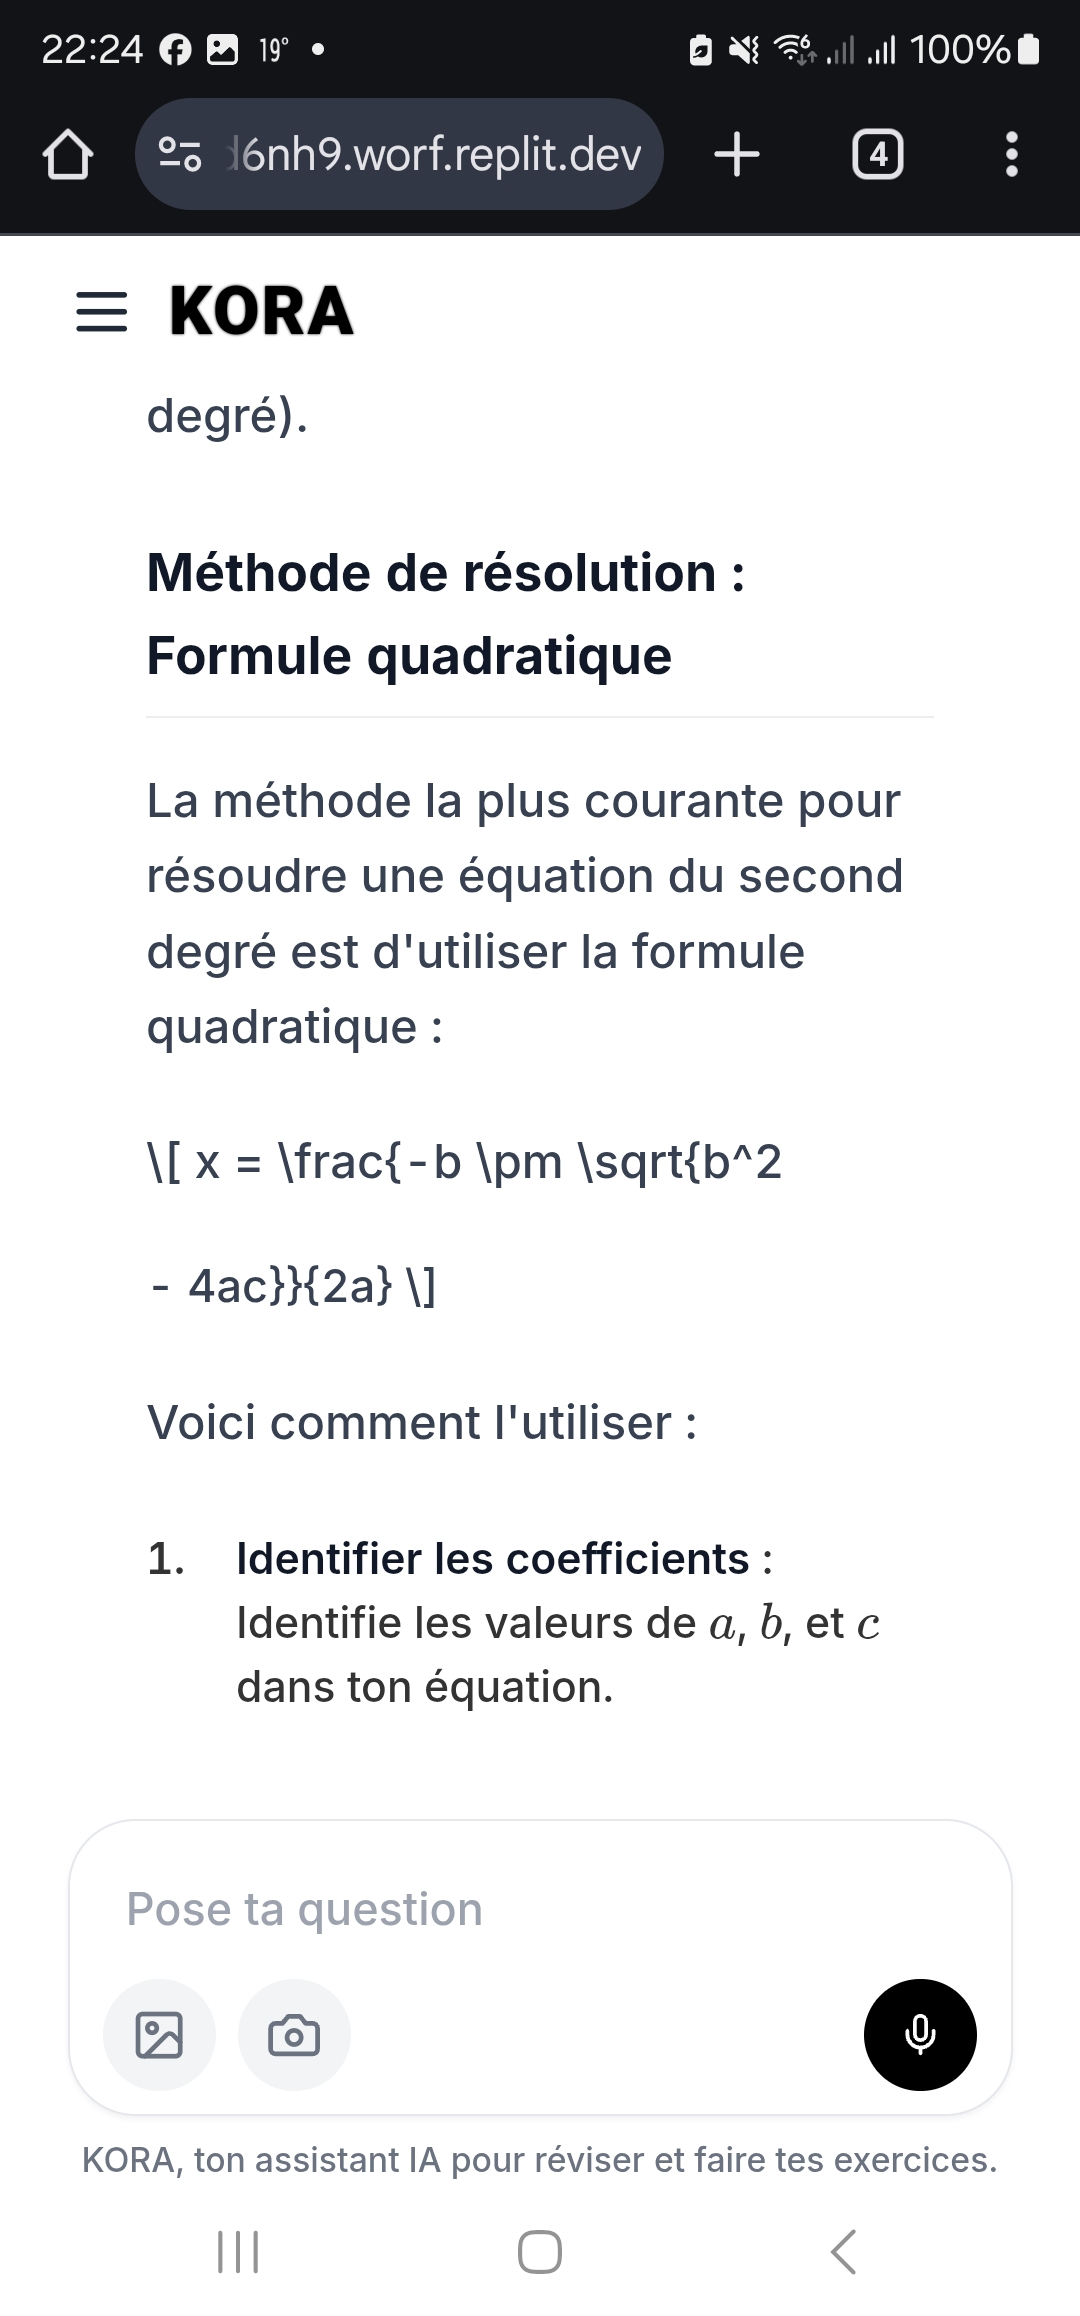 22:24 19° 100%
d6nh9.worf.replit.dev 4
KORA
degré).
Méthode de résolution :
Formule quadratique
La méthode la plus courante pour
résoudre une équation du second
degré est d'utiliser la formule
quadratique :
\[ x = \frac{-b \pm \sqrt{b^2
- 4ac}}{2a} \]
Voici comment l'utiliser :
1. Identifier les coefficients :
Identifie les valeurs de a, b, et c
dans ton équation.
Pose ta question
KORA, ton assistant IA pour réviser et faire tes exercices.